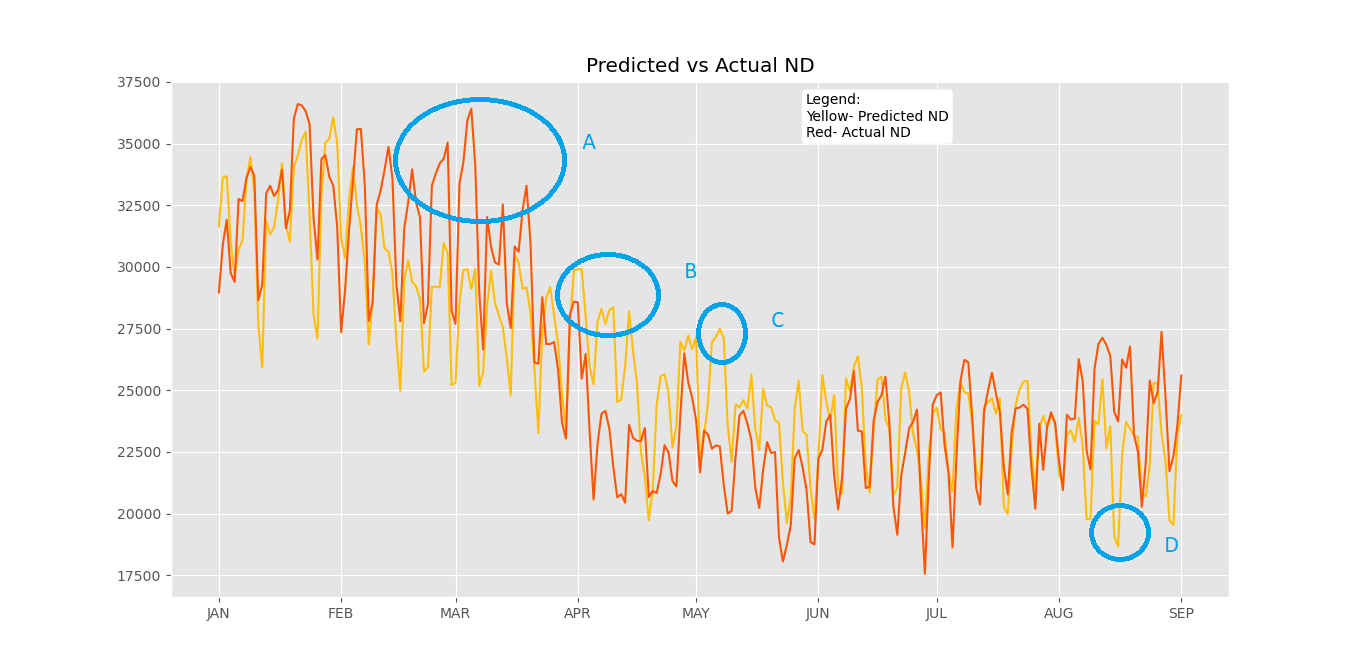 Predicted vs Actual ND
37500
Legend:
Yellow- Predicted ND
Red- Actual ND
35000
A
32500
30000
B
27500
C
25000
22500
20000
D
17500
JAN FEB MAR APR MAY JUN JUL AUG SEP